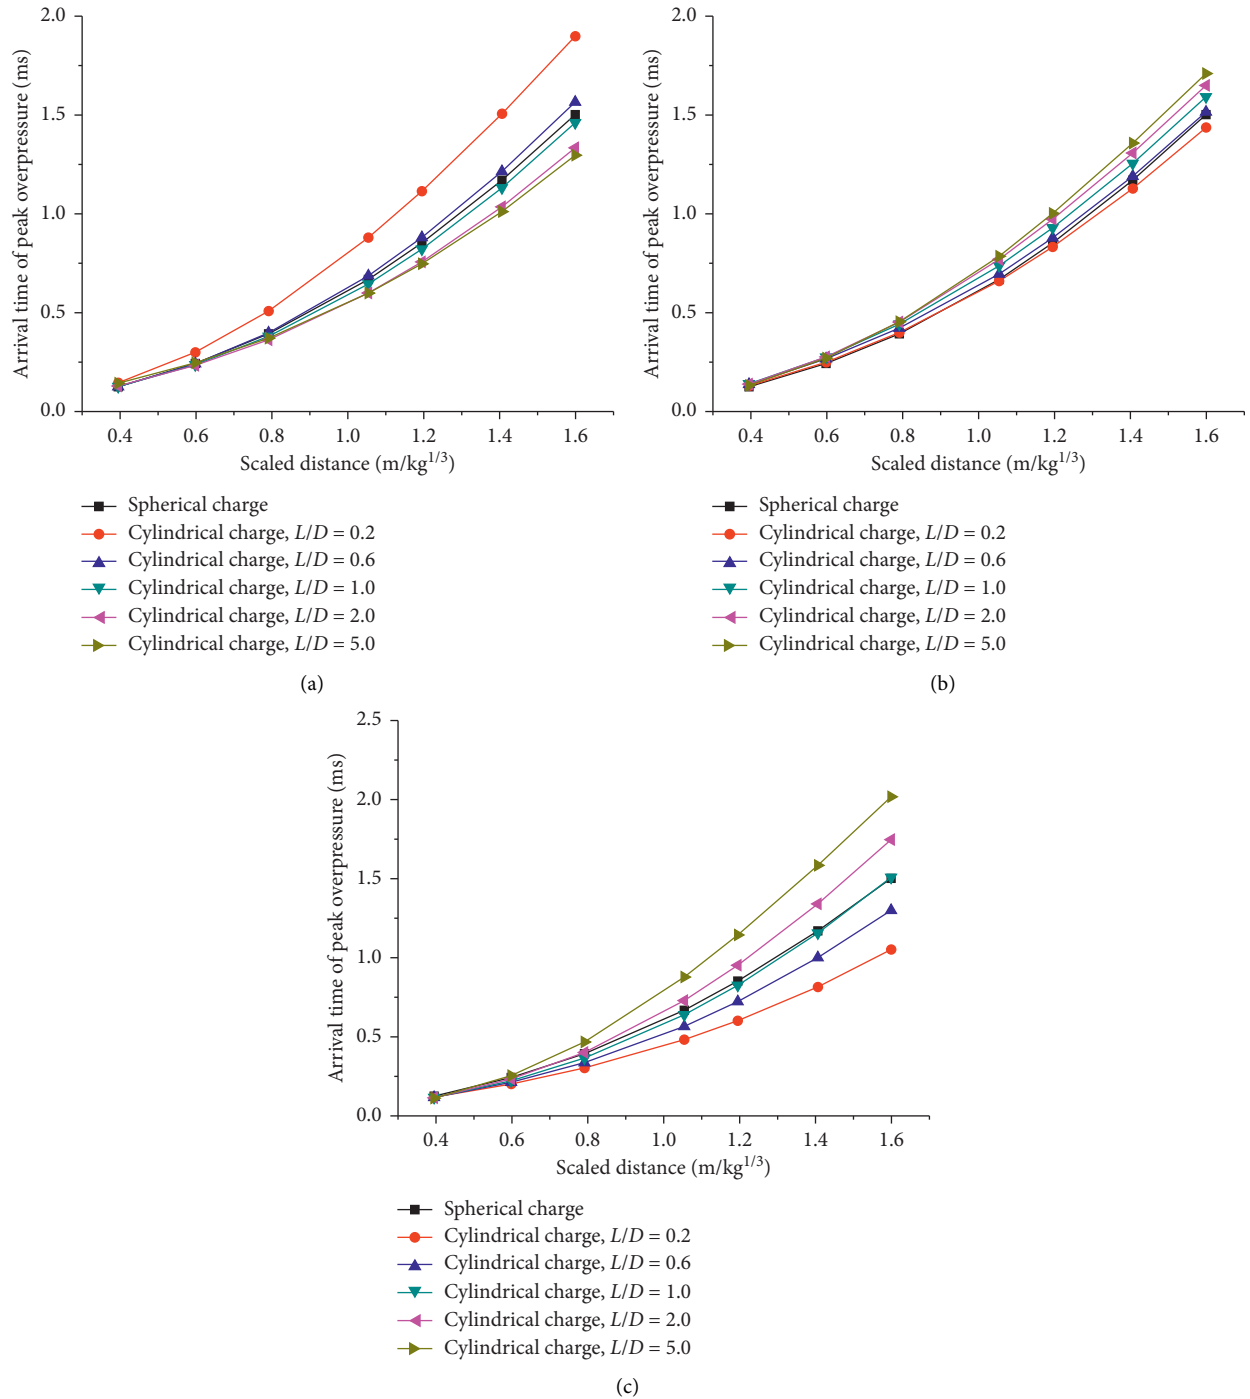 2.0
1.5
1.0
0.5
0.0
Arrival time of peak overpressure (ms)
0.4 0.6 0.8 1.0 1.2 1.4 1.6
Scaled distance (m/kg^1/3)
Spherical charge
Cylindrical charge, L/D = 0.2
Cylindrical charge, L/D = 0.6
Cylindrical charge, L/D = 1.0
Cylindrical charge, L/D = 2.0
Cylindrical charge, L/D = 5.0
(a)
2.0
1.5
1.0
0.5
0.0
Arrival time of peak overpressure (ms)
0.4 0.6 0.8 1.0 1.2 1.4 1.6
Scaled distance (m/kg^1/3)
Spherical charge
Cylindrical charge, L/D = 0.2
Cylindrical charge, L/D = 0.6
Cylindrical charge, L/D = 1.0
Cylindrical charge, L/D = 2.0
Cylindrical charge, L/D = 5.0
(b)
2.5
2.0
1.5
1.0
0.5
0.0
Arrival time of peak overpressure (ms)
0.4 0.6 0.8 1.0 1.2 1.4 1.6
Scaled distance (m/kg^1/3)
Spherical charge
Cylindrical charge, L/D = 0.2
Cylindrical charge, L/D = 0.6
Cylindrical charge, L/D = 1.0
Cylindrical charge, L/D = 2.0
Cylindrical charge, L/D = 5.0
(c)